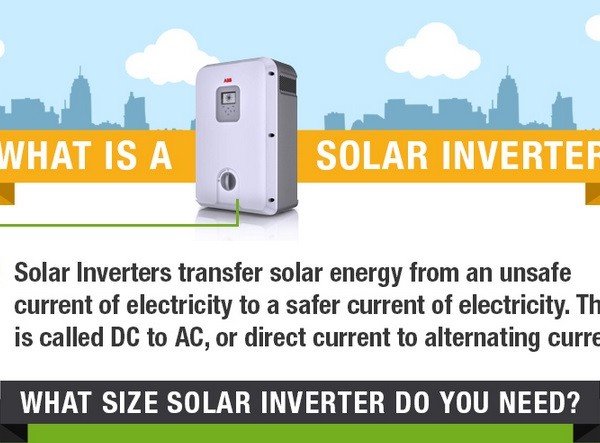 ABB
WHAT IS A SOLAR INVERTER
Solar Inverters transfer solar energy from an unsafe
current of electricity to a safer current of electricity. Th
is called DC to AC, or direct current to alternating curre
WHAT SIZE SOLAR INVERTER DO YOU NEED?